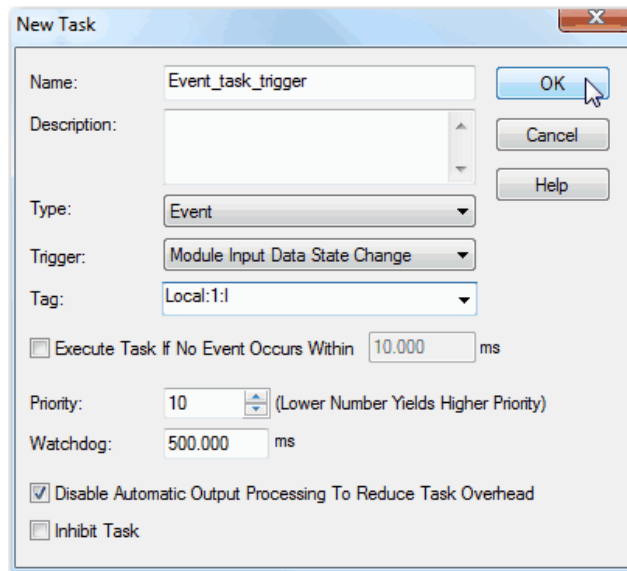 New Task
Name: Event_task_trigger OK
Description: Cancel
Help
Type: Event
Trigger: Module Input Data State Change
Tag: Local:1:I
Execute Task If No Event Occurs Within 10.000 ms
Priority: 10 (Lower Number Yields Higher Priority)
Watchdog: 500.000 ms
Disable Automatic Output Processing To Reduce Task Overhead
Inhibit Task